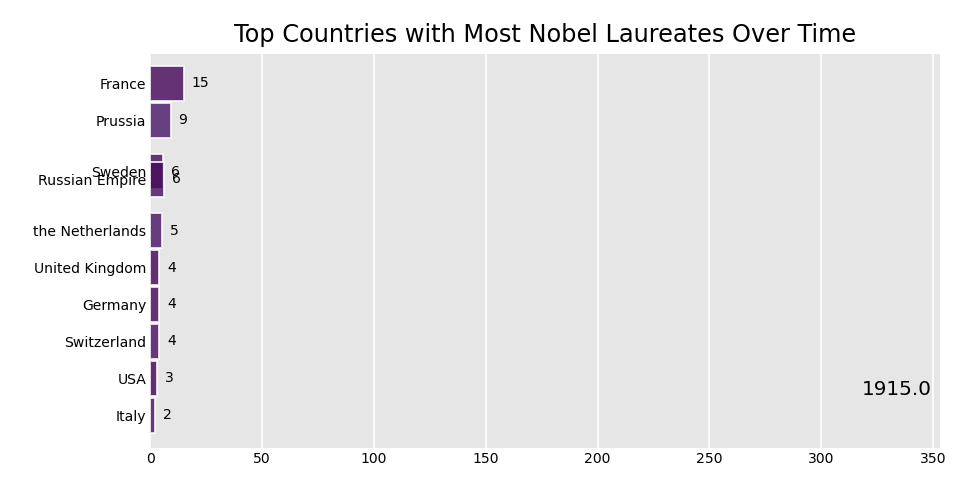 Top Countries with Most Nobel Laureates Over Time
France 15
Prussia 9
Sweden 6
Russian Empire 6
the Netherlands 5
United Kingdom 4
Germany 4
Switzerland 4
USA 3
1915.0
Italy 2
0 50 100 150 200 250 300 350